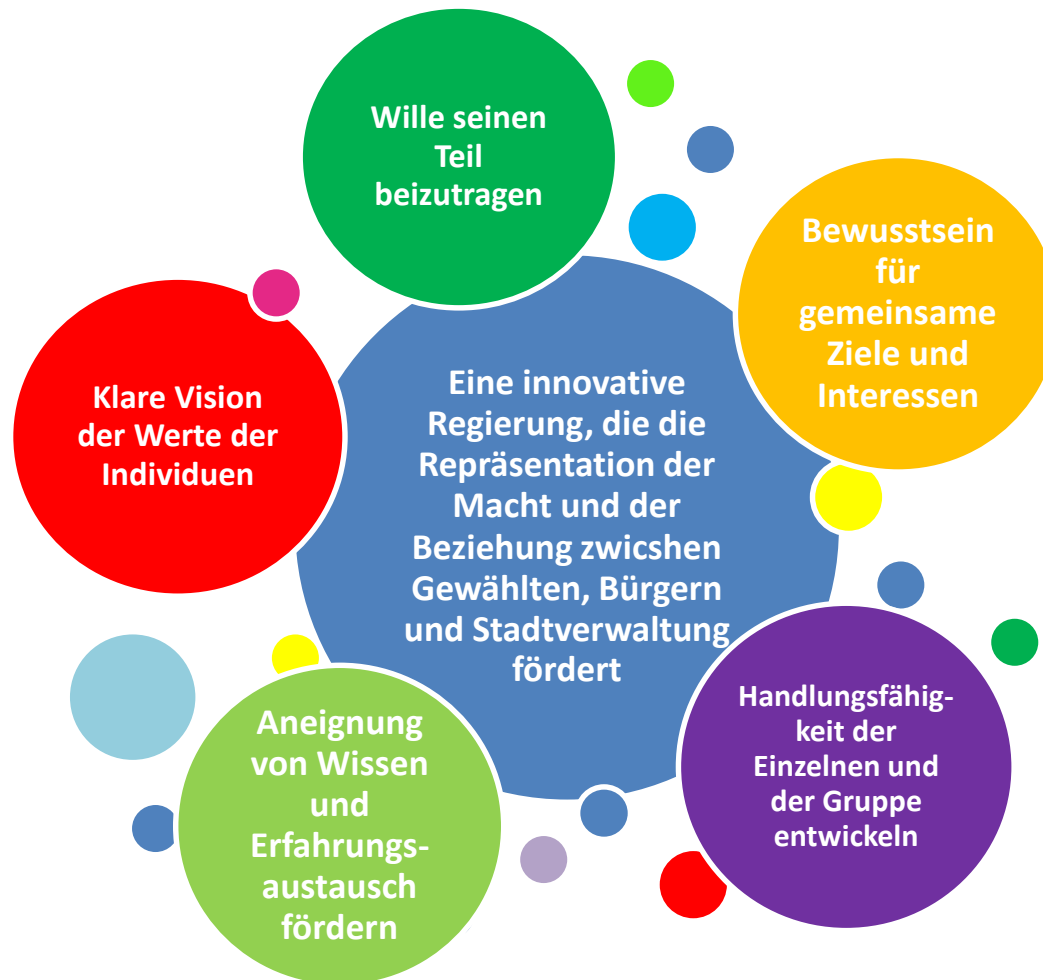 Wille seinen
Teil
beizutragen
Bewusstsein
für
gemeinsame
Ziele und
Interessen
Klare Vision
der Werte der
Individuen
Eine innovative
Regierung, die die
Repräsentation der
Macht und der
Beziehung zwicshen
Gewählten, Bürgern
und Stadtverwaltung
fördert
Handlungsfähig-
keit der
Einzelnen und
der Gruppe
entwickeln
Aneignung
von Wissen
und
Erfahrungs-
austausch
fördern